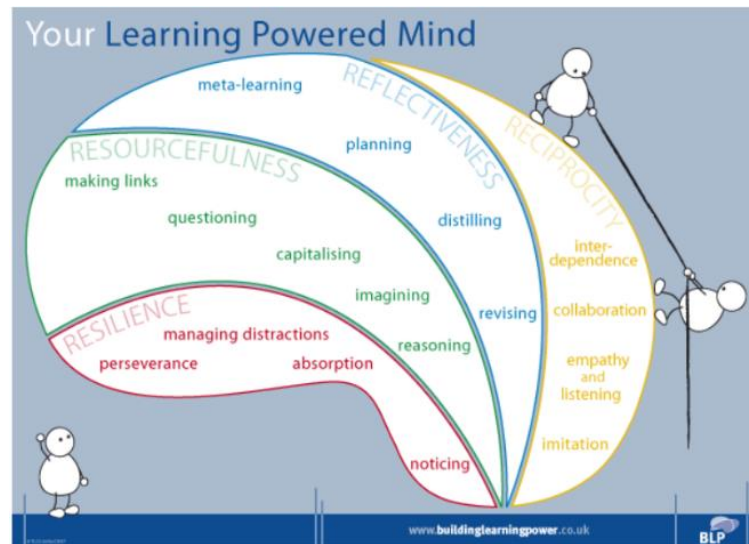 Your Learning Powered Mind
REFLECTIVENESS
meta-learning
planning
distilling
revising
RESOURCEFULNESS
making links
questioning
capitalising
imagining
reasoning
RESILIENCE
managing distractions
perseverance
absorption
noticing
RECIPROCITY
inter-
dependence
collaboration
empathy
and
listening
imitation
www.buildinglearningpower.co.uk
BLP